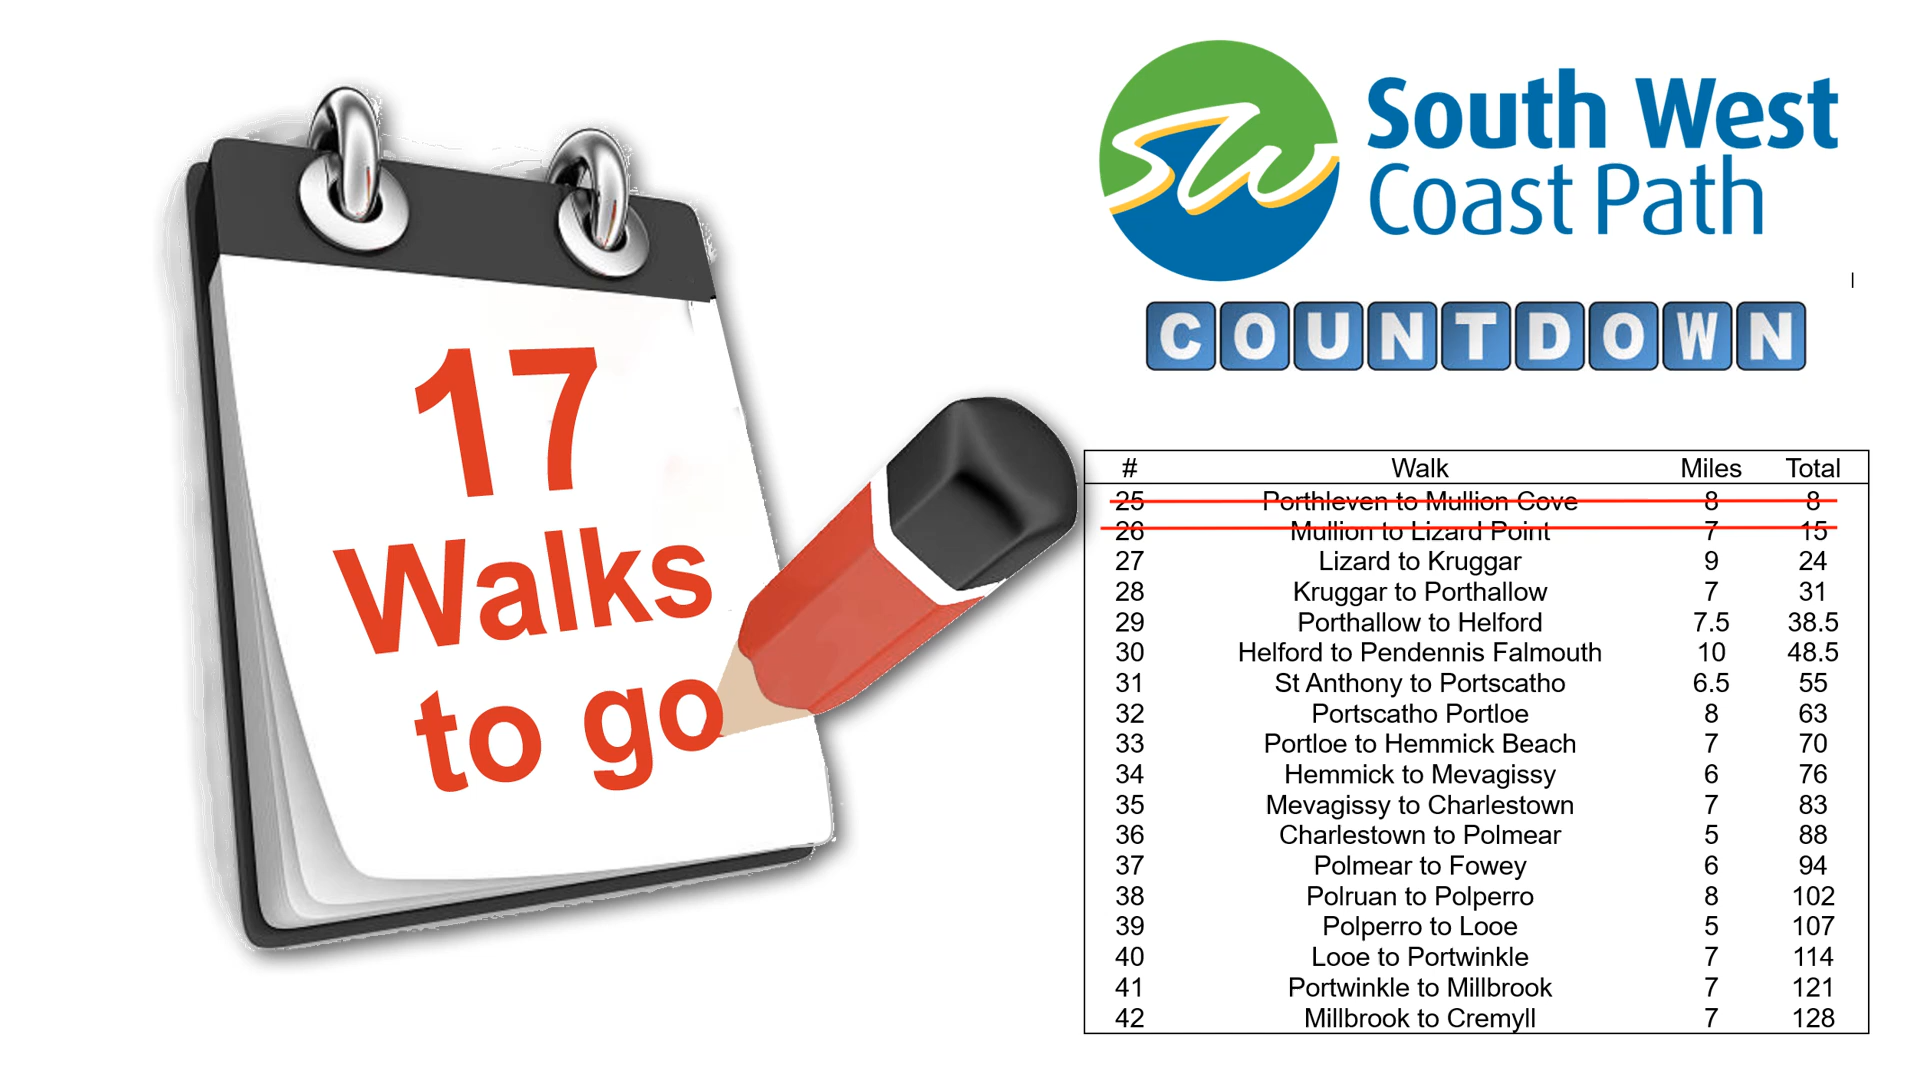 17
Walks
to go
SW
South West
Coast Path
COUNTDOWN
# Walk Miles Total
25 Porthleven to Mullion Cove 8 8
26 Mullion to Lizard Point 7 15
27 Lizard to Kruggar 9 24
28 Kruggar to Porthallow 7 31
29 Porthallow to Helford 7.5 38.5
30 Helford to Pendennis Falmouth 10 48.5
31 St Anthony to Portscatho 6.5 55
32 Portscatho Portloe 8 63
33 Portloe to Hemmick Beach 7 70
34 Hemmick to Mevagissy 6 76
35 Mevagissy to Charlestown 7 83
36 Charlestown to Polmear 5 88
37 Polmear to Fowey 6 94
38 Polruan to Polperro 8 102
39 Polperro to Looe 5 107
40 Looe to Portwinkle 7 114
41 Portwinkle to Millbrook 7 121
42 Millbrook to Cremyll 7 128